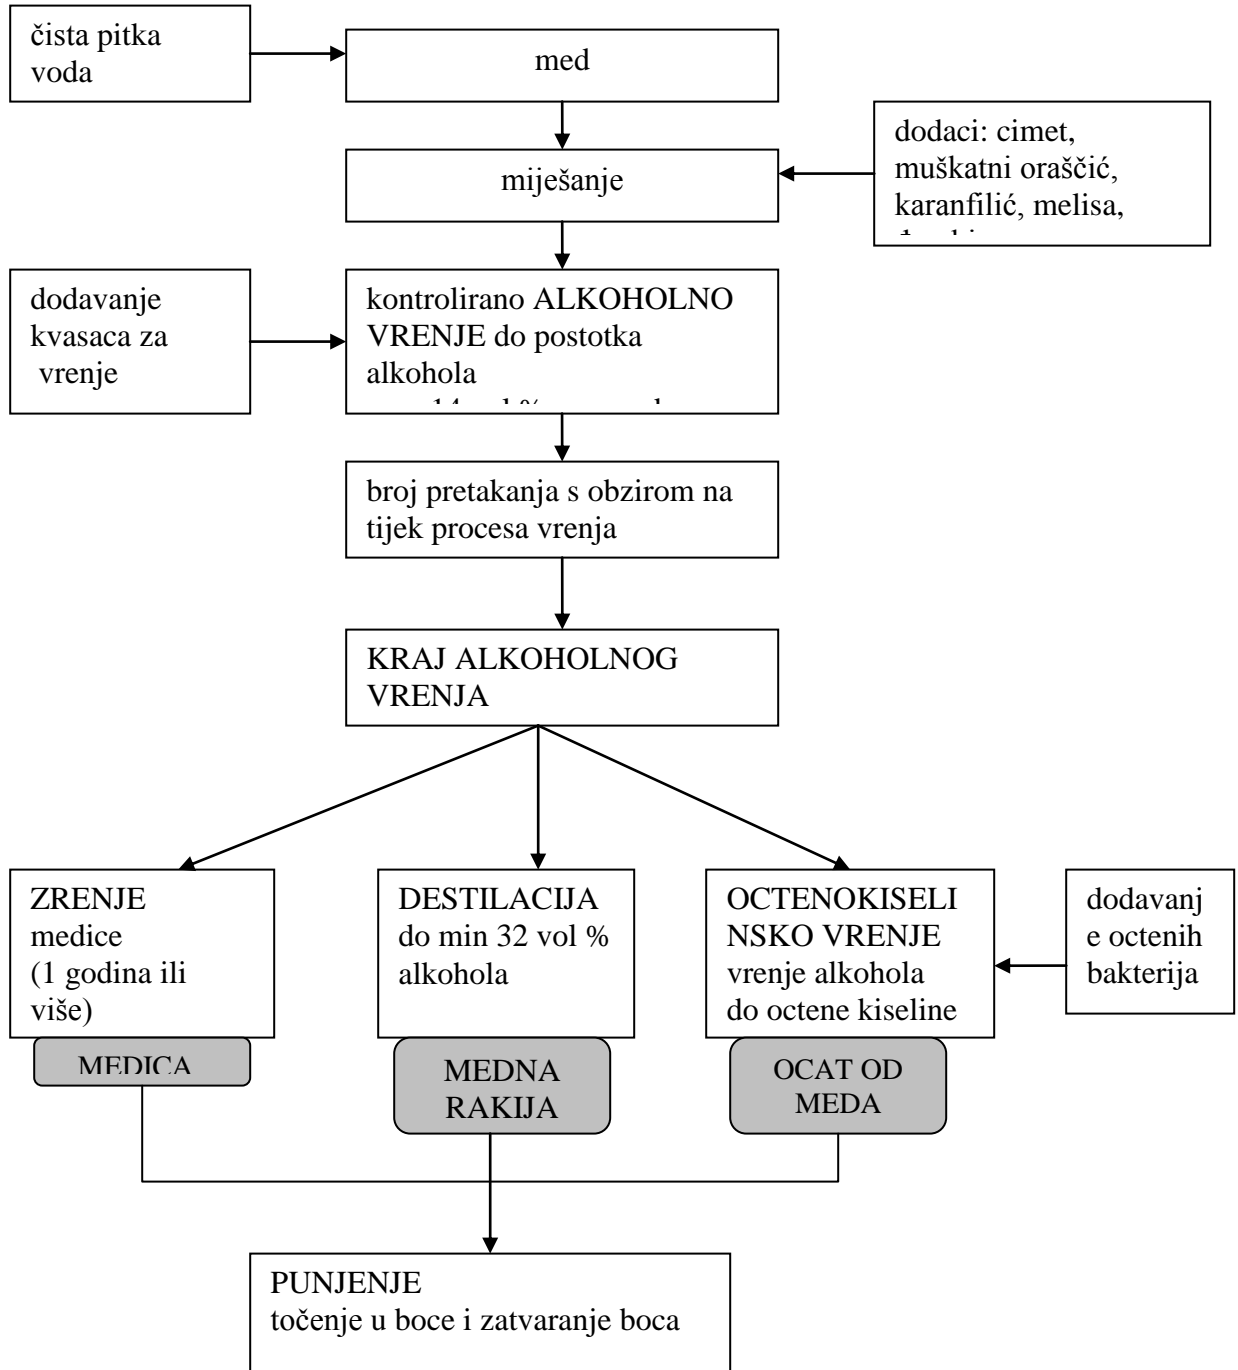 čista pitka
voda
med
dodaci: cimet,
muškatni oraščić,
karanfilić, melisa,
miješanje
dodavanje
kvasaca za
vrenje
kontrolirano ALKOHOLNO
VRENJE do postotka
alkohola
broj pretakanja s obzirom na
tijek procesa vrenja
KRAJ ALKOHOLNOG
VRENJA
ZRENJE
medice
(1 godina ili
više)
MEDICA
DESTILACIJA
do min 32 vol %
alkohola
MEDNA
RAKIJA
OCTENOKISELI
NSKO VRENJE
vrenje alkohola
do octene kiseline
OCAT OD
MEDA
dodavanj
e octenih
bakterija
PUNJENJE
točenje u boce i zatvaranje boca